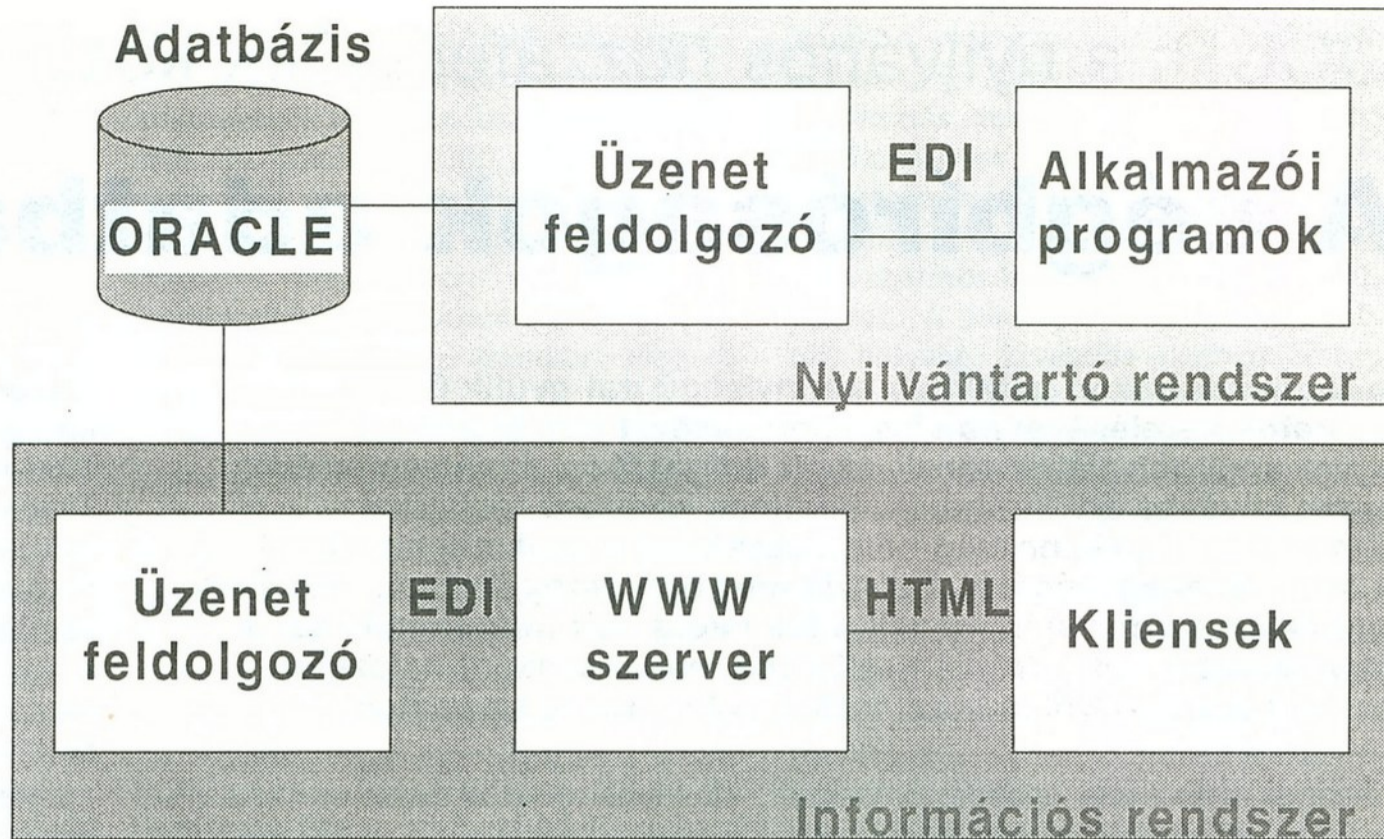 Adatbázis
ORACLE
Üzenet
feldolgozó
EDI
Alkalmazói
programok
Nyilvántartó rendszer
Üzenet
feldolgozó
EDI
WWW
szerver
HTML
Kliensek
Információs rendszer